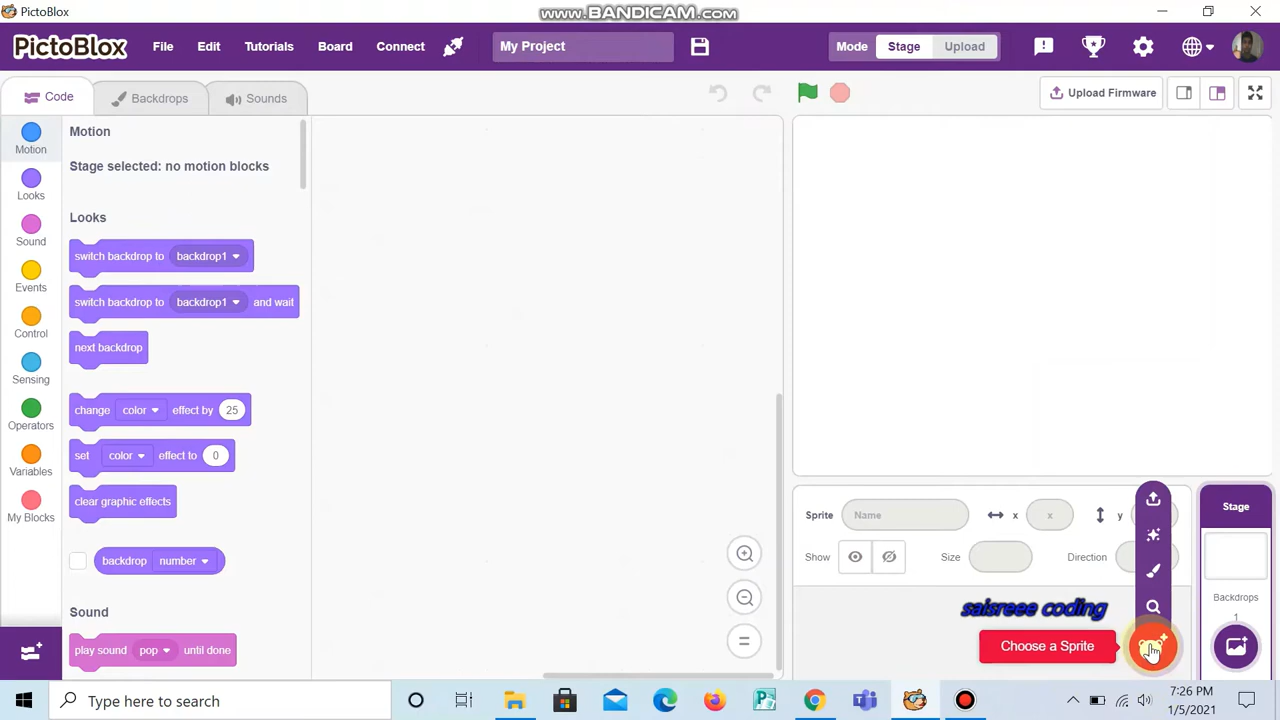 PictoBlox
www.BANDICAM.com
PictoBlox
File
Edit
Tutorials
Board
Connect
My Project
Mode
Stage
Upload
Code
Backdrops
Sounds
Upload Firmware
Motion
Looks
Sound
Events
Control
Sensing
Operators
Variables
My Blocks
Motion
Stage selected: no motion blocks
Looks
switch backdrop to backdrop1
switch backdrop to backdrop1 and wait
next backdrop
change color effect by 25
set color effect to 0
clear graphic effects
backdrop number
Sound
play sound pop until done
Sprite
Name
x
x
y
Show
Size
Direction
saisreee coding
Choose a Sprite
Stage
Backdrops
1
Type here to search
7:26 PM
1/5/2021